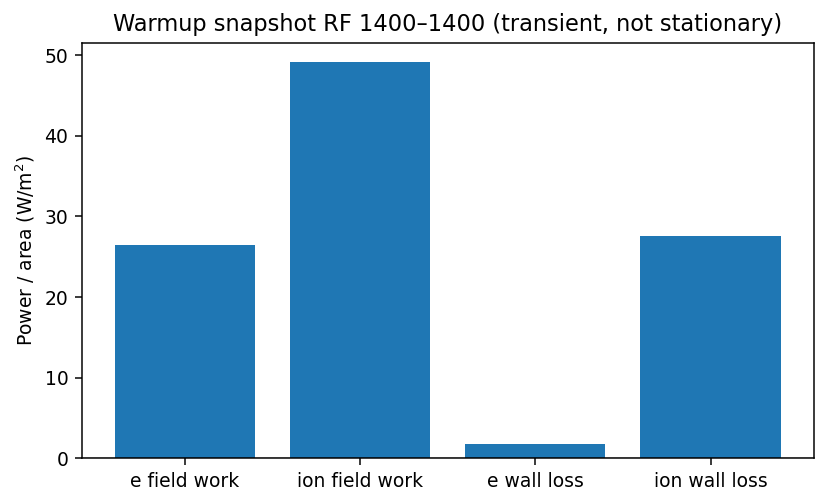 Warmup snapshot RF 1400–1400 (transient, not stationary)
Power / area (W/m²)
50
40
30
20
10
0
e field work
ion field work
e wall loss
ion wall loss